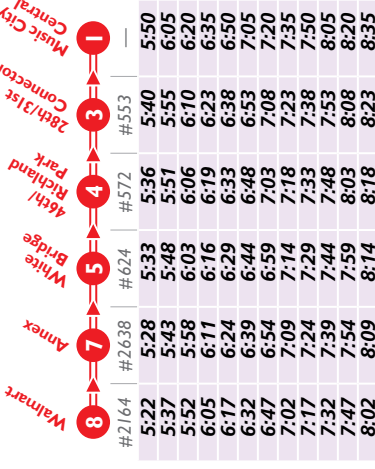 Walmart
Annex
White
Bridge
46th/
Richland
Park
28th/31st
Connector
Music City
Central
8 7 5 4 3 1
#2164 #2638 #624 #572 #553 —
5:22 5:28 5:33 5:36 5:40 5:50
5:37 5:43 5:48 5:51 5:55 6:05
5:52 5:58 6:03 6:06 6:10 6:20
6:05 6:11 6:16 6:19 6:23 6:35
6:17 6:24 6:29 6:33 6:38 6:50
6:32 6:39 6:44 6:48 6:53 7:05
6:47 6:54 6:59 7:03 7:08 7:20
7:02 7:09 7:14 7:18 7:23 7:35
7:17 7:24 7:29 7:33 7:38 7:50
7:32 7:39 7:44 7:48 7:53 8:05
7:47 7:54 7:59 8:03 8:08 8:20
8:02 8:09 8:14 8:18 8:23 8:35